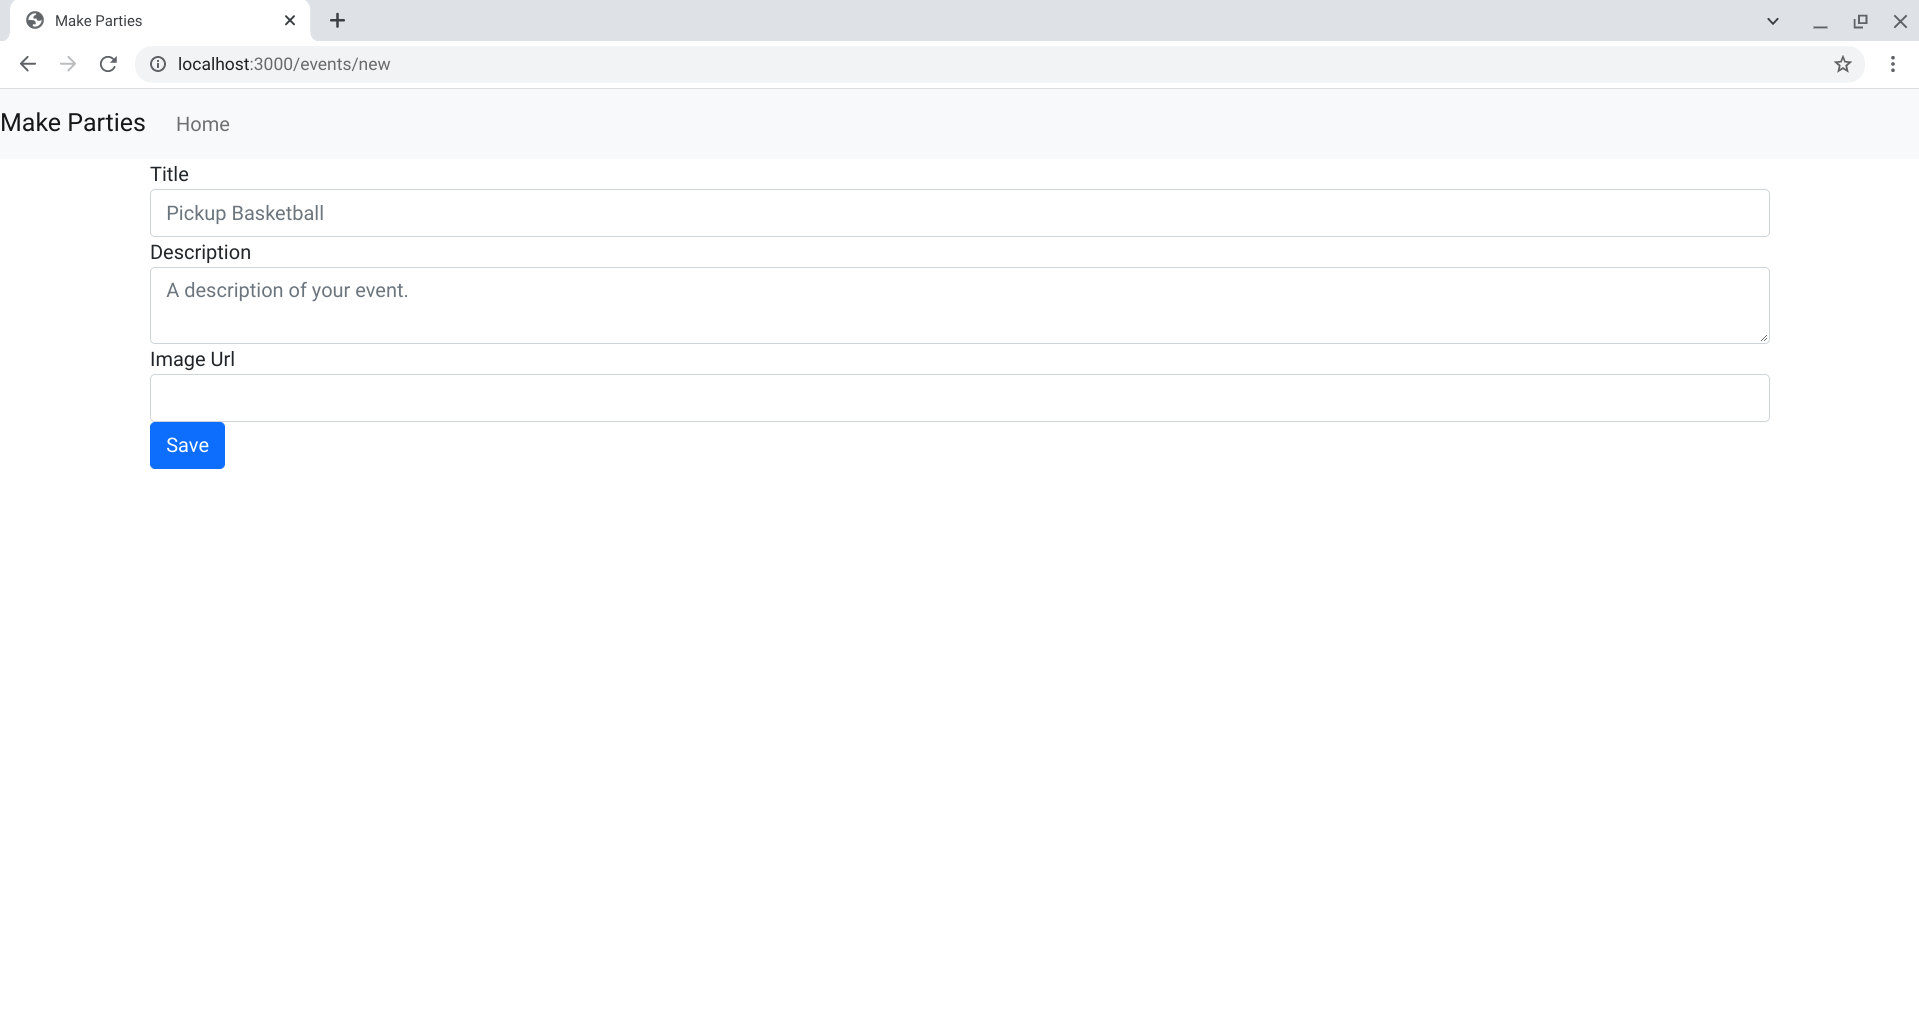 Make Parties
localhost:3000/events/new
Make Parties Home
Title
Pickup Basketball
Description
A description of your event.
Image Url
Save